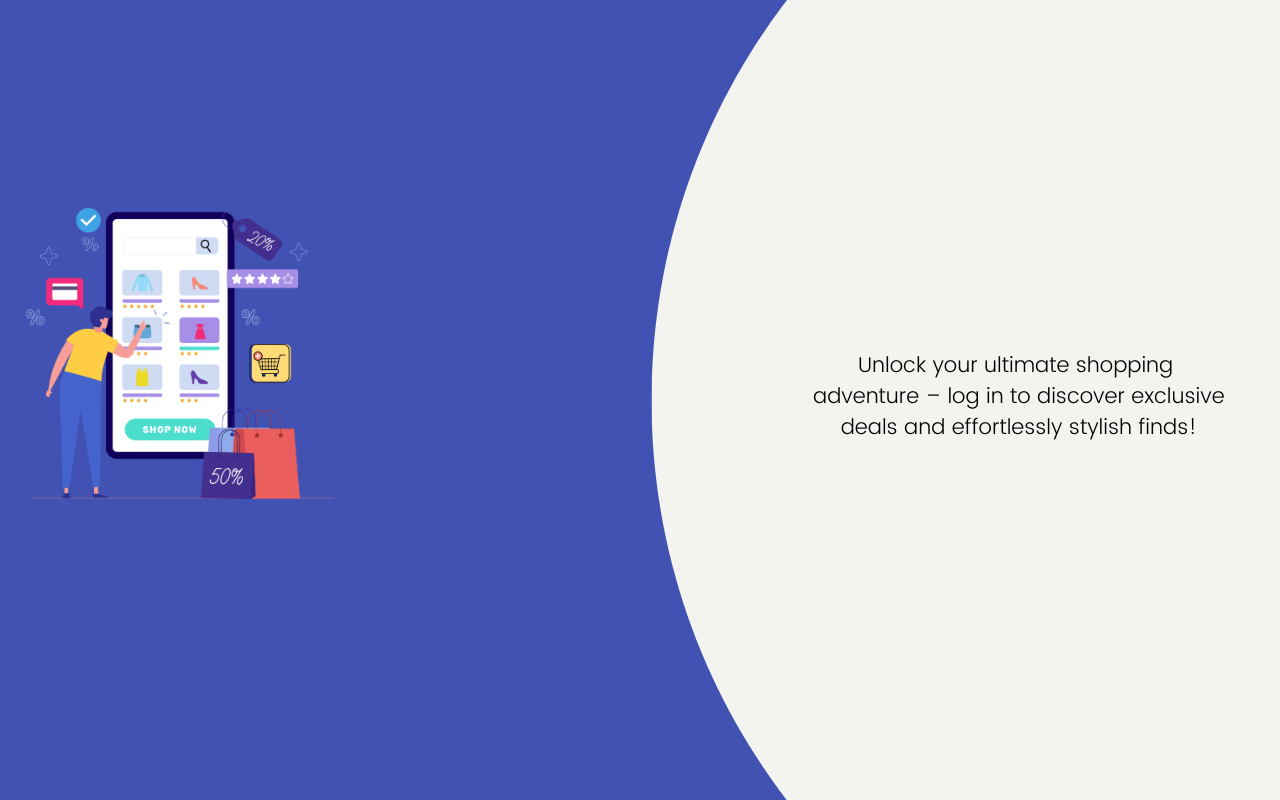 20%
SHOP NOW
50%
Unlock your ultimate shopping
adventure – log in to discover exclusive
deals and effortlessly stylish finds!